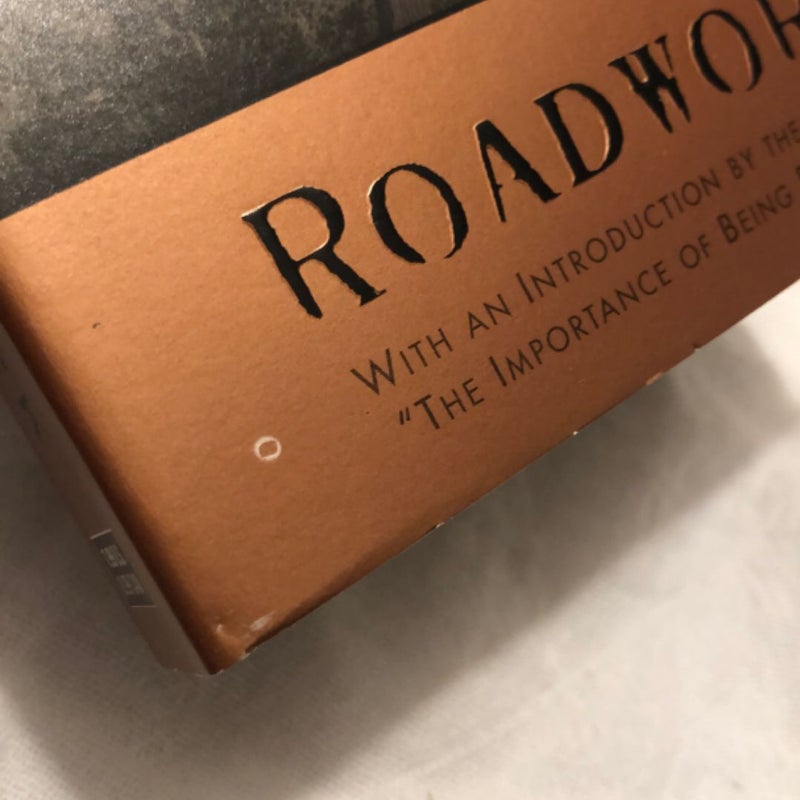 ROADWOR
WITH AN INTRODUCTION BY THE
"THE IMPORTANCE OF BEING